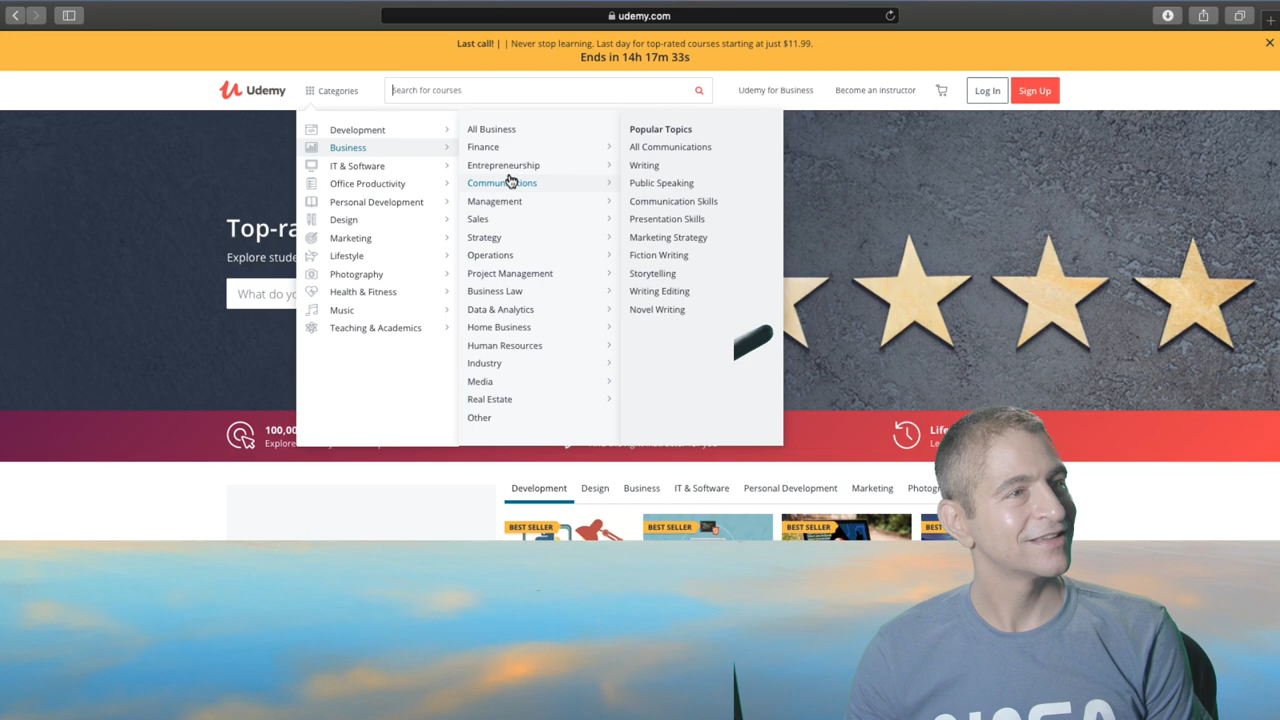 udemy.com
Last call! | | Never stop learning. Last day for top-rated courses starting at just $11.99.
Ends in 14h 17m 33s
Udemy
Categories
Search for courses
Udemy for Business
Become an instructor
Log In
Sign Up
Development
Business
IT & Software
Office Productivity
Personal Development
Design
Marketing
Lifestyle
Photography
Health & Fitness
Music
Teaching & Academics
All Business
Finance
Entrepreneurship
Communications
Management
Sales
Strategy
Operations
Project Management
Business Law
Data & Analytics
Home Business
Human Resources
Industry
Media
Real Estate
Other
Popular Topics
All Communications
Writing
Public Speaking
Communication Skills
Presentation Skills
Marketing Strategy
Fiction Writing
Storytelling
Writing Editing
Novel Writing
Top-ra
Explore stude
What do yo
100,00
Explore
Life
Le
Development
Design
Business
IT & Software
Personal Development
Marketing
Photogr
BEST SELLER
BEST SELLER
BEST SELLER
BES
NASA